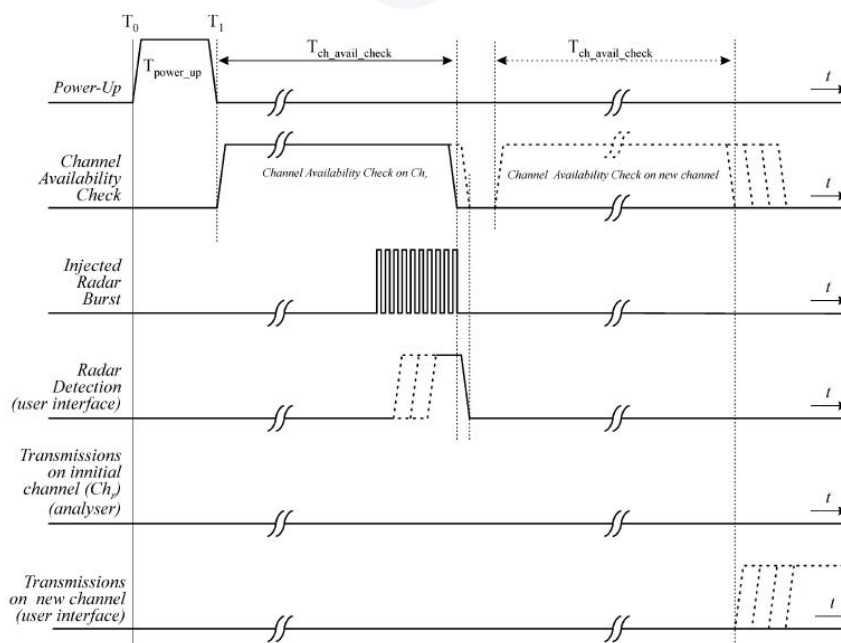 T0 T1
Tch_avail_check
Tch_avail_check
Tpower_up
Power-Up
t
Channel
Availability
Check
Channel Availability Check on Chr
Channel Availability Check on new channel
t
Injected
Radar
Burst
t
Radar
Detection
(user interface)
t
Transmissions
on innitial
channel (Chr)
(analyser)
t
Transmissions
on new channel
(user interface)
t